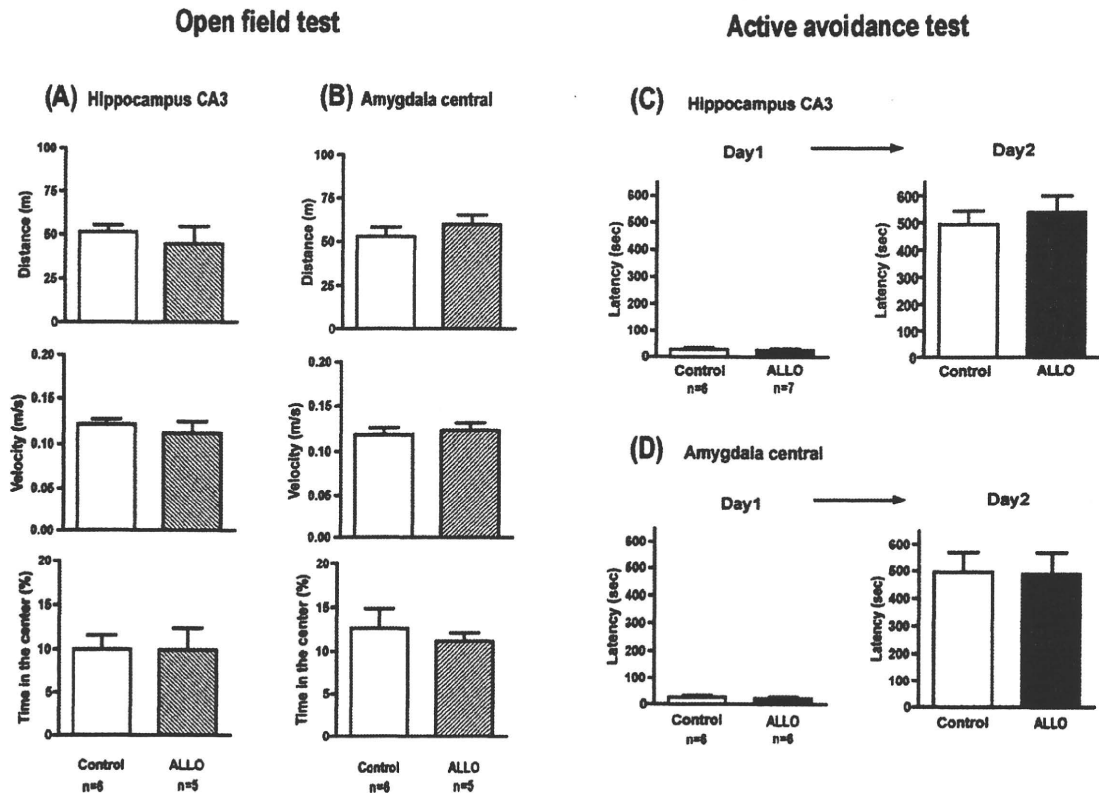 Open field test
Active avoidance test
(A) Hippocampus CA3
(B) Amygdala central
(C) Hippocampus CA3
Day1
Day2
Distance (m)
100
75
50
25
0
Distance (m)
100
75
50
25
0
Latency (sec)
600
500
400
300
200
100
0
Control
ALLO
n=6
n=7
Latency (sec)
600
500
400
300
200
100
0
Control
ALLO
Velocity (m/s)
0.20
0.15
0.10
0.05
0.00
Velocity (m/s)
0.20
0.15
0.10
0.05
0.00
(D) Amygdala central
Day1
Day2
Time in the center (%)
20
15
10
5
0
Control
ALLO
n=6
n=5
Time in the center (%)
20
15
10
5
0
Control
ALLO
n=6
n=5
Latency (sec)
600
500
400
300
200
100
0
Control
ALLO
n=6
n=6
Latency (sec)
600
500
400
300
200
100
0
Control
ALLO